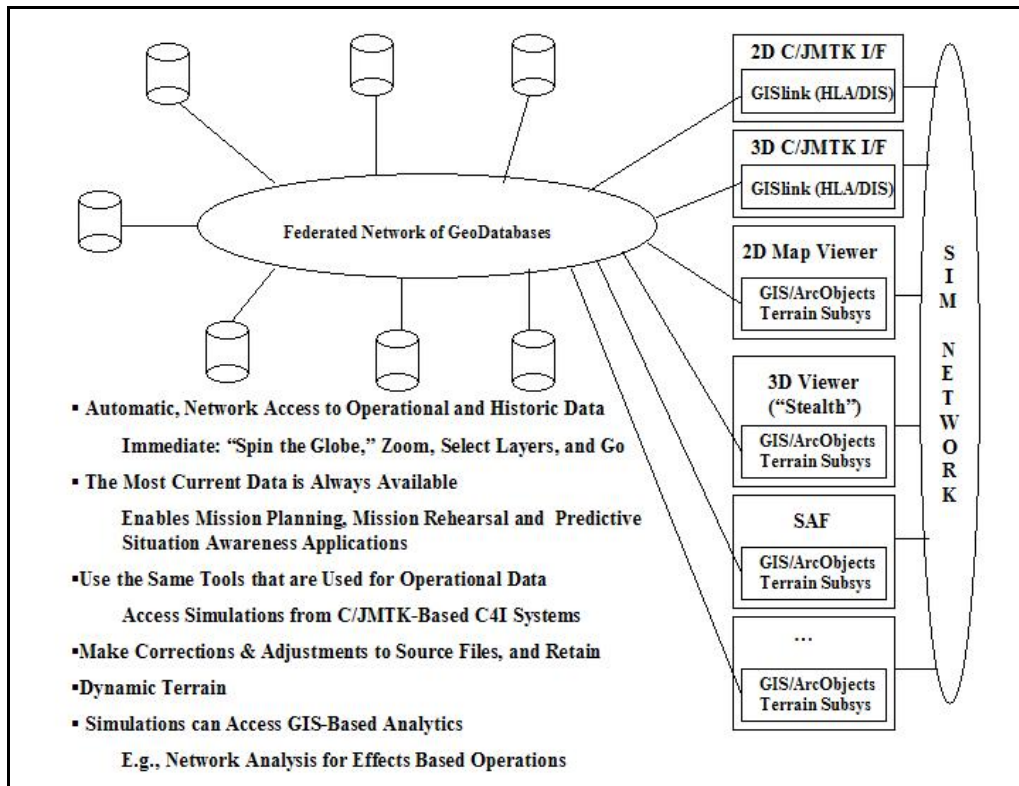 2D C/JMTK I/F
GISlink (HLA/DIS)
3D C/JMTK I/F
GISlink (HLA/DIS)
Federated Network of GeoDatabases
2D Map Viewer
GIS/ArcObjects
Terrain Subsys
3D Viewer
(“Stealth”)
GIS/ArcObjects
Terrain Subsys
SAF
GIS/ArcObjects
Terrain Subsys
…
GIS/ArcObjects
Terrain Subsys
SIM NETWORK
▪ Automatic, Network Access to Operational and Historic Data
Immediate: “Spin the Globe,” Zoom, Select Layers, and Go
▪ The Most Current Data is Always Available
Enables Mission Planning, Mission Rehearsal and Predictive
Situation Awareness Applications
▪Use the Same Tools that are Used for Operational Data
Access Simulations from C/JMTK-Based C4I Systems
▪Make Corrections & Adjustments to Source Files, and Retain
▪Dynamic Terrain
▪ Simulations can Access GIS-Based Analytics
E.g., Network Analysis for Effects Based Operations